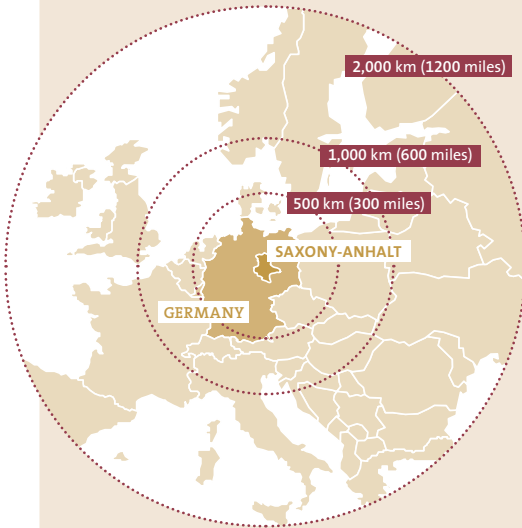 2,000 km (1200 miles)
1,000 km (600 miles)
500 km (300 miles)
SAXONY-ANHALT
GERMANY